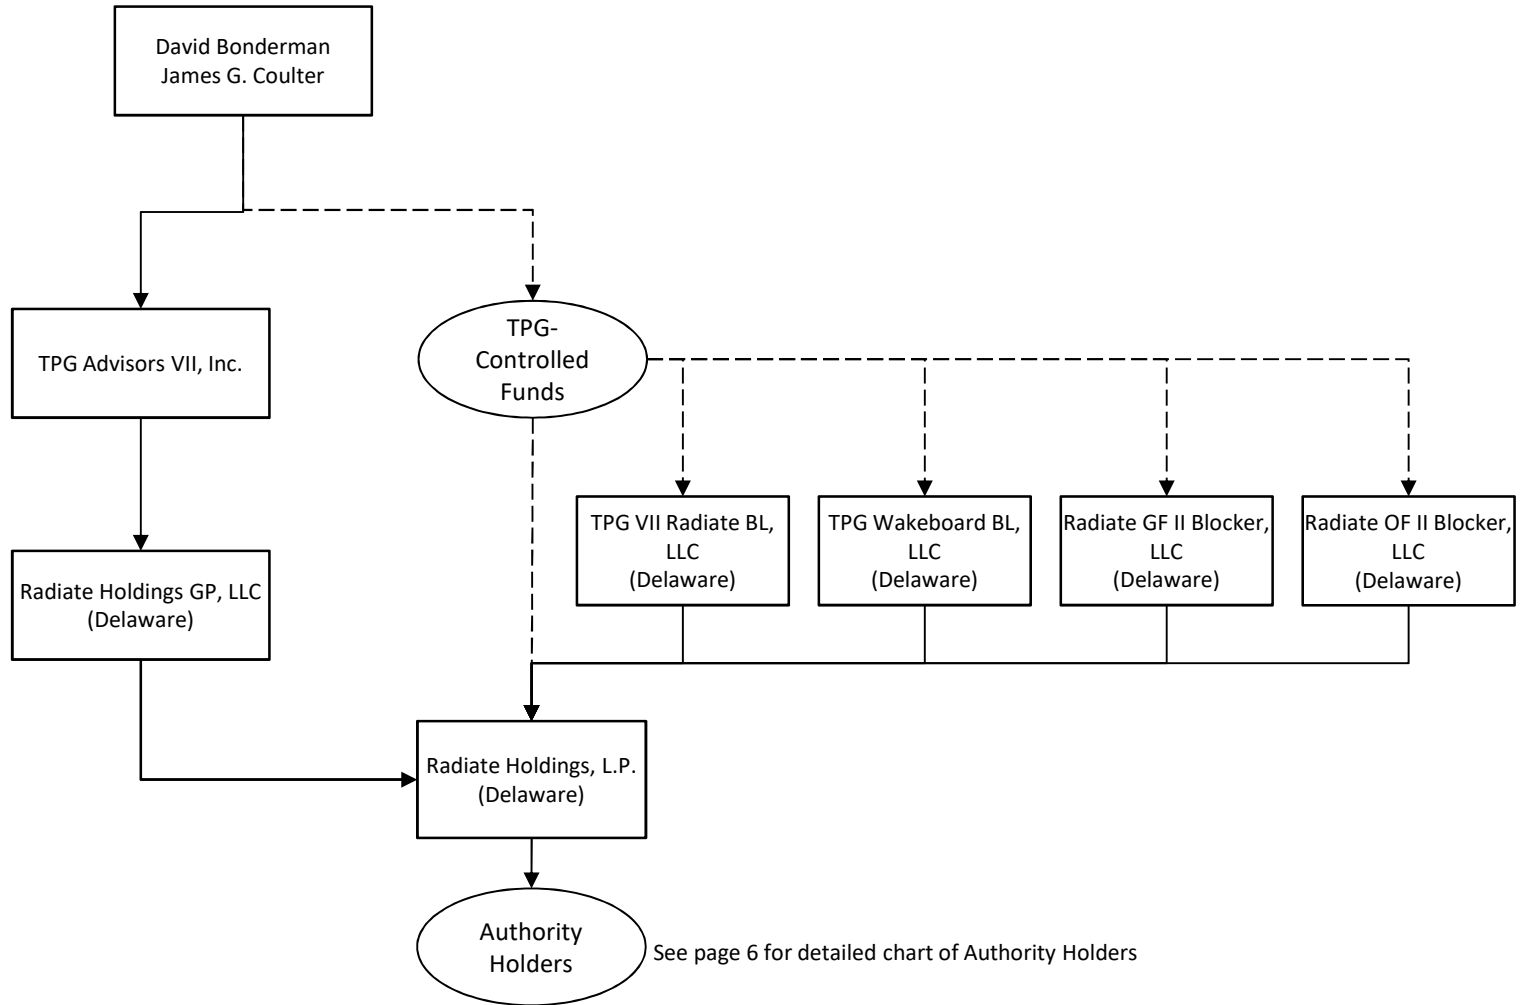 David Bonderman
James G. Coulter
TPG Advisors VII, Inc.
TPG-
Controlled
Funds
TPG VII Radiate BL,
LLC
(Delaware)
TPG Wakeboard BL,
LLC
(Delaware)
Radiate GF II Blocker,
LLC
(Delaware)
Radiate OF II Blocker,
LLC
(Delaware)
Radiate Holdings GP, LLC
(Delaware)
Radiate Holdings, L.P.
(Delaware)
Authority
Holders
See page 6 for detailed chart of Authority Holders